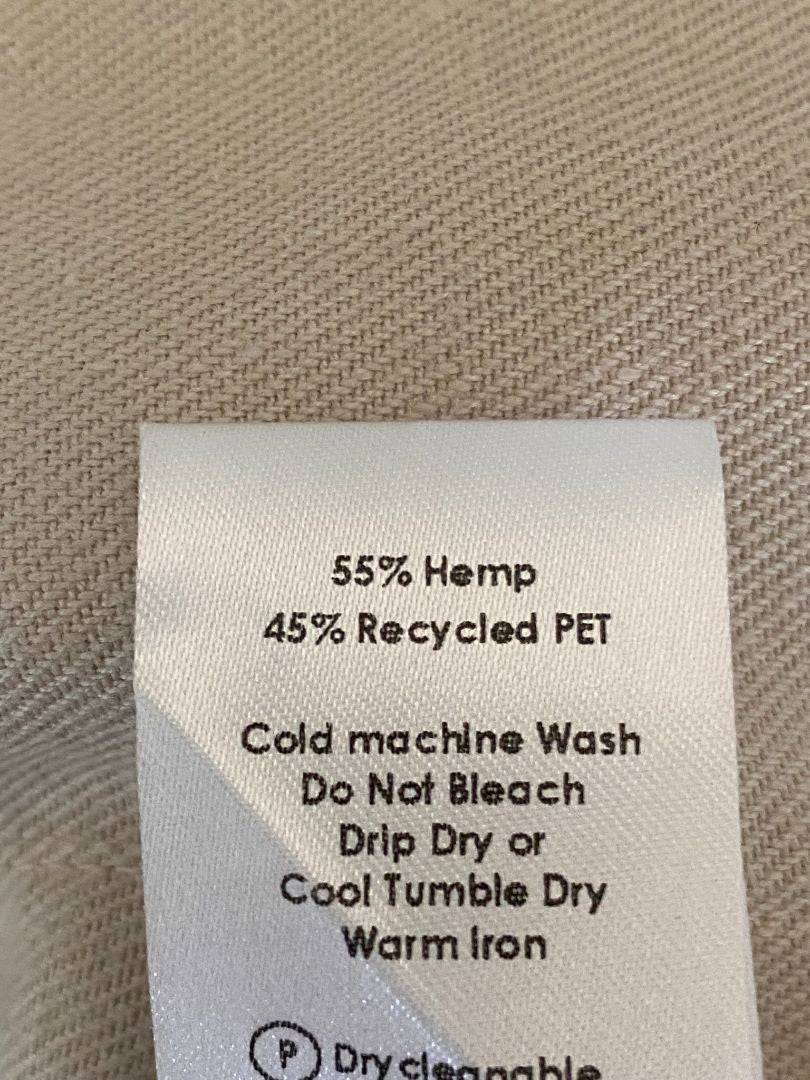 55% Hemp
45% Recycled PET
Cold machine Wash
Do Not Bleach
Drip Dry or
Cool Tumble Dry
Warm Iron
P Dry cleanable